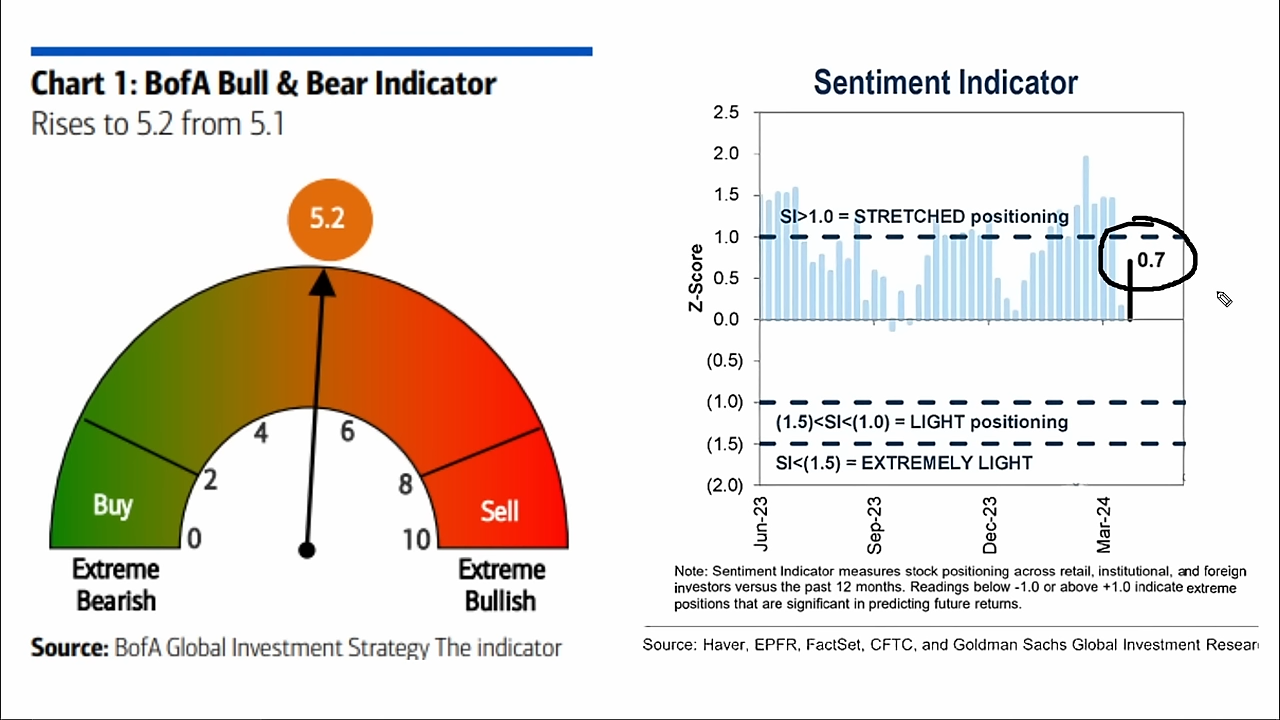 Chart 1: BofA Bull & Bear Indicator
Rises to 5.2 from 5.1
5.2
4
6
2
8
Buy
Sell
0
10
Extreme
Bearish
Extreme
Bullish
Source: BofA Global Investment Strategy The indicator
Sentiment Indicator
2.5
2.0
1.5
SI>1.0 = STRETCHED positioning
1.0
0.7
0.5
0.0
(0.5)
(1.0)
(1.5)<SI<(1.0) = LIGHT positioning
(1.5)
SI<(1.5) = EXTREMELY LIGHT
(2.0)
Z-Score
Jun-23
Sep-23
Dec-23
Mar-24
Note: Sentiment Indicator measures stock positioning across retail, institutional, and foreign
investors versus the past 12 months. Readings below -1.0 or above +1.0 indicate extreme
positions that are significant in predicting future returns.
Source: Haver, EPFR, FactSet, CFTC, and Goldman Sachs Global Investment Resear